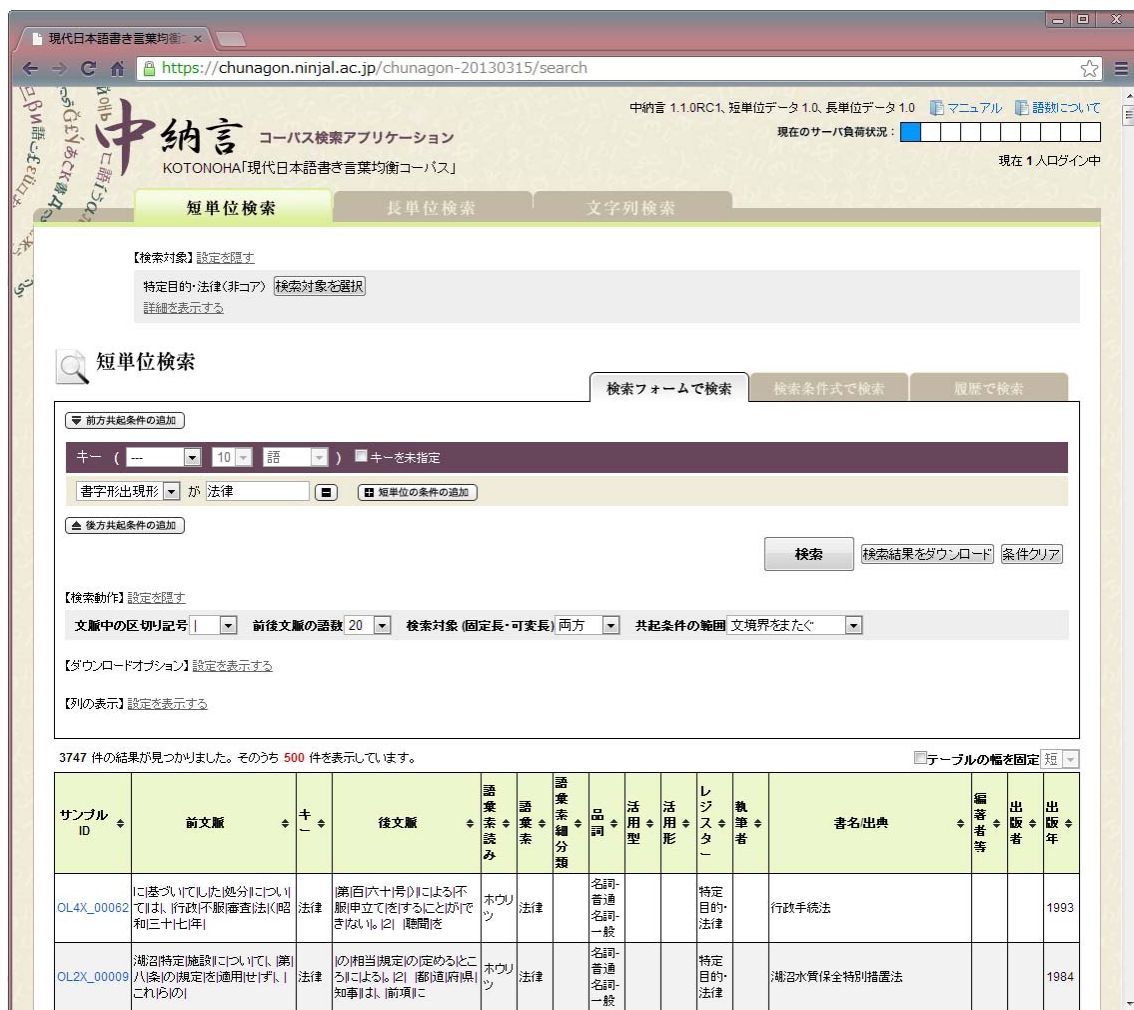 現代日本語書き言葉均衡
https://chunagon.ninjal.ac.jp/chunagon-20130315/search
中納言 1.1.0RC1、短単位データ1.0、長単位データ1.0 マニュアル 語数について
中納言 コーパス検索アプリケーション
現在のサーバ負荷状況：
KOTONOHA「現代日本語書き言葉均衡コーパス」
現在 1 人ログイン中
短単位検索 長単位検索 文字列検索
【検索対象】 設定を隠す
特定目的・法律（非コア） 検索対象を選択
詳細を表示する
短単位検索
検索フォームで検索 検索条件式で検索 履歴で検索
前方共起条件の追加
キー ( --- 10 語 ) キーを未指定
書字形出現形 が 法律 短単位の条件の追加
後方共起条件の追加
検索 検索結果をダウンロード 条件クリア
【検索動作】 設定を隠す
文脈中の区切り記号 | 前後文脈の語数 20 検索対象 (固定長・可変長) 両方 共起条件の範囲 文境界をまたぐ
【ダウンロードオプション】 設定を表示する
【列の表示】 設定を表示する
3747 件の結果が見つかりました。そのうち 500 件を表示しています。 テーブルの幅を固定 短
サンプルID 前文脈 キー 後文脈 語彙素読み 語彙素 語彙素細分類 品詞 活用型 活用形 レジスター 執筆者 書名/出典 編著者等 出版者 出版年
OL4X_00062 に|基づい|て|し|た|処分|に|つい|て|は|、|行政|不服|審査|法|(|昭和|三十|七|年| 法律 |第|百|六十|号|)|に|よる|不服|申立て|を|する|こと|が|でき|ない|。|2| |聴聞|を ホウリツ 法律 名詞-普通名詞-一般 特定目的・法律 行政手続法 1993
OL2X_00009 湖沼|特定|施設|に|つい|て|、|第|八|条|の|規定|を|適用|せ|ず|、|これ|ら|の| 法律 |の|相当|規定|の|定める|ところ|に|よる|。|2| |都|道|府|県|知事|は|、|前項|に ホウリツ 法律 名詞-普通名詞-一般 特定目的・法律 湖沼水質保全特別措置法 1984